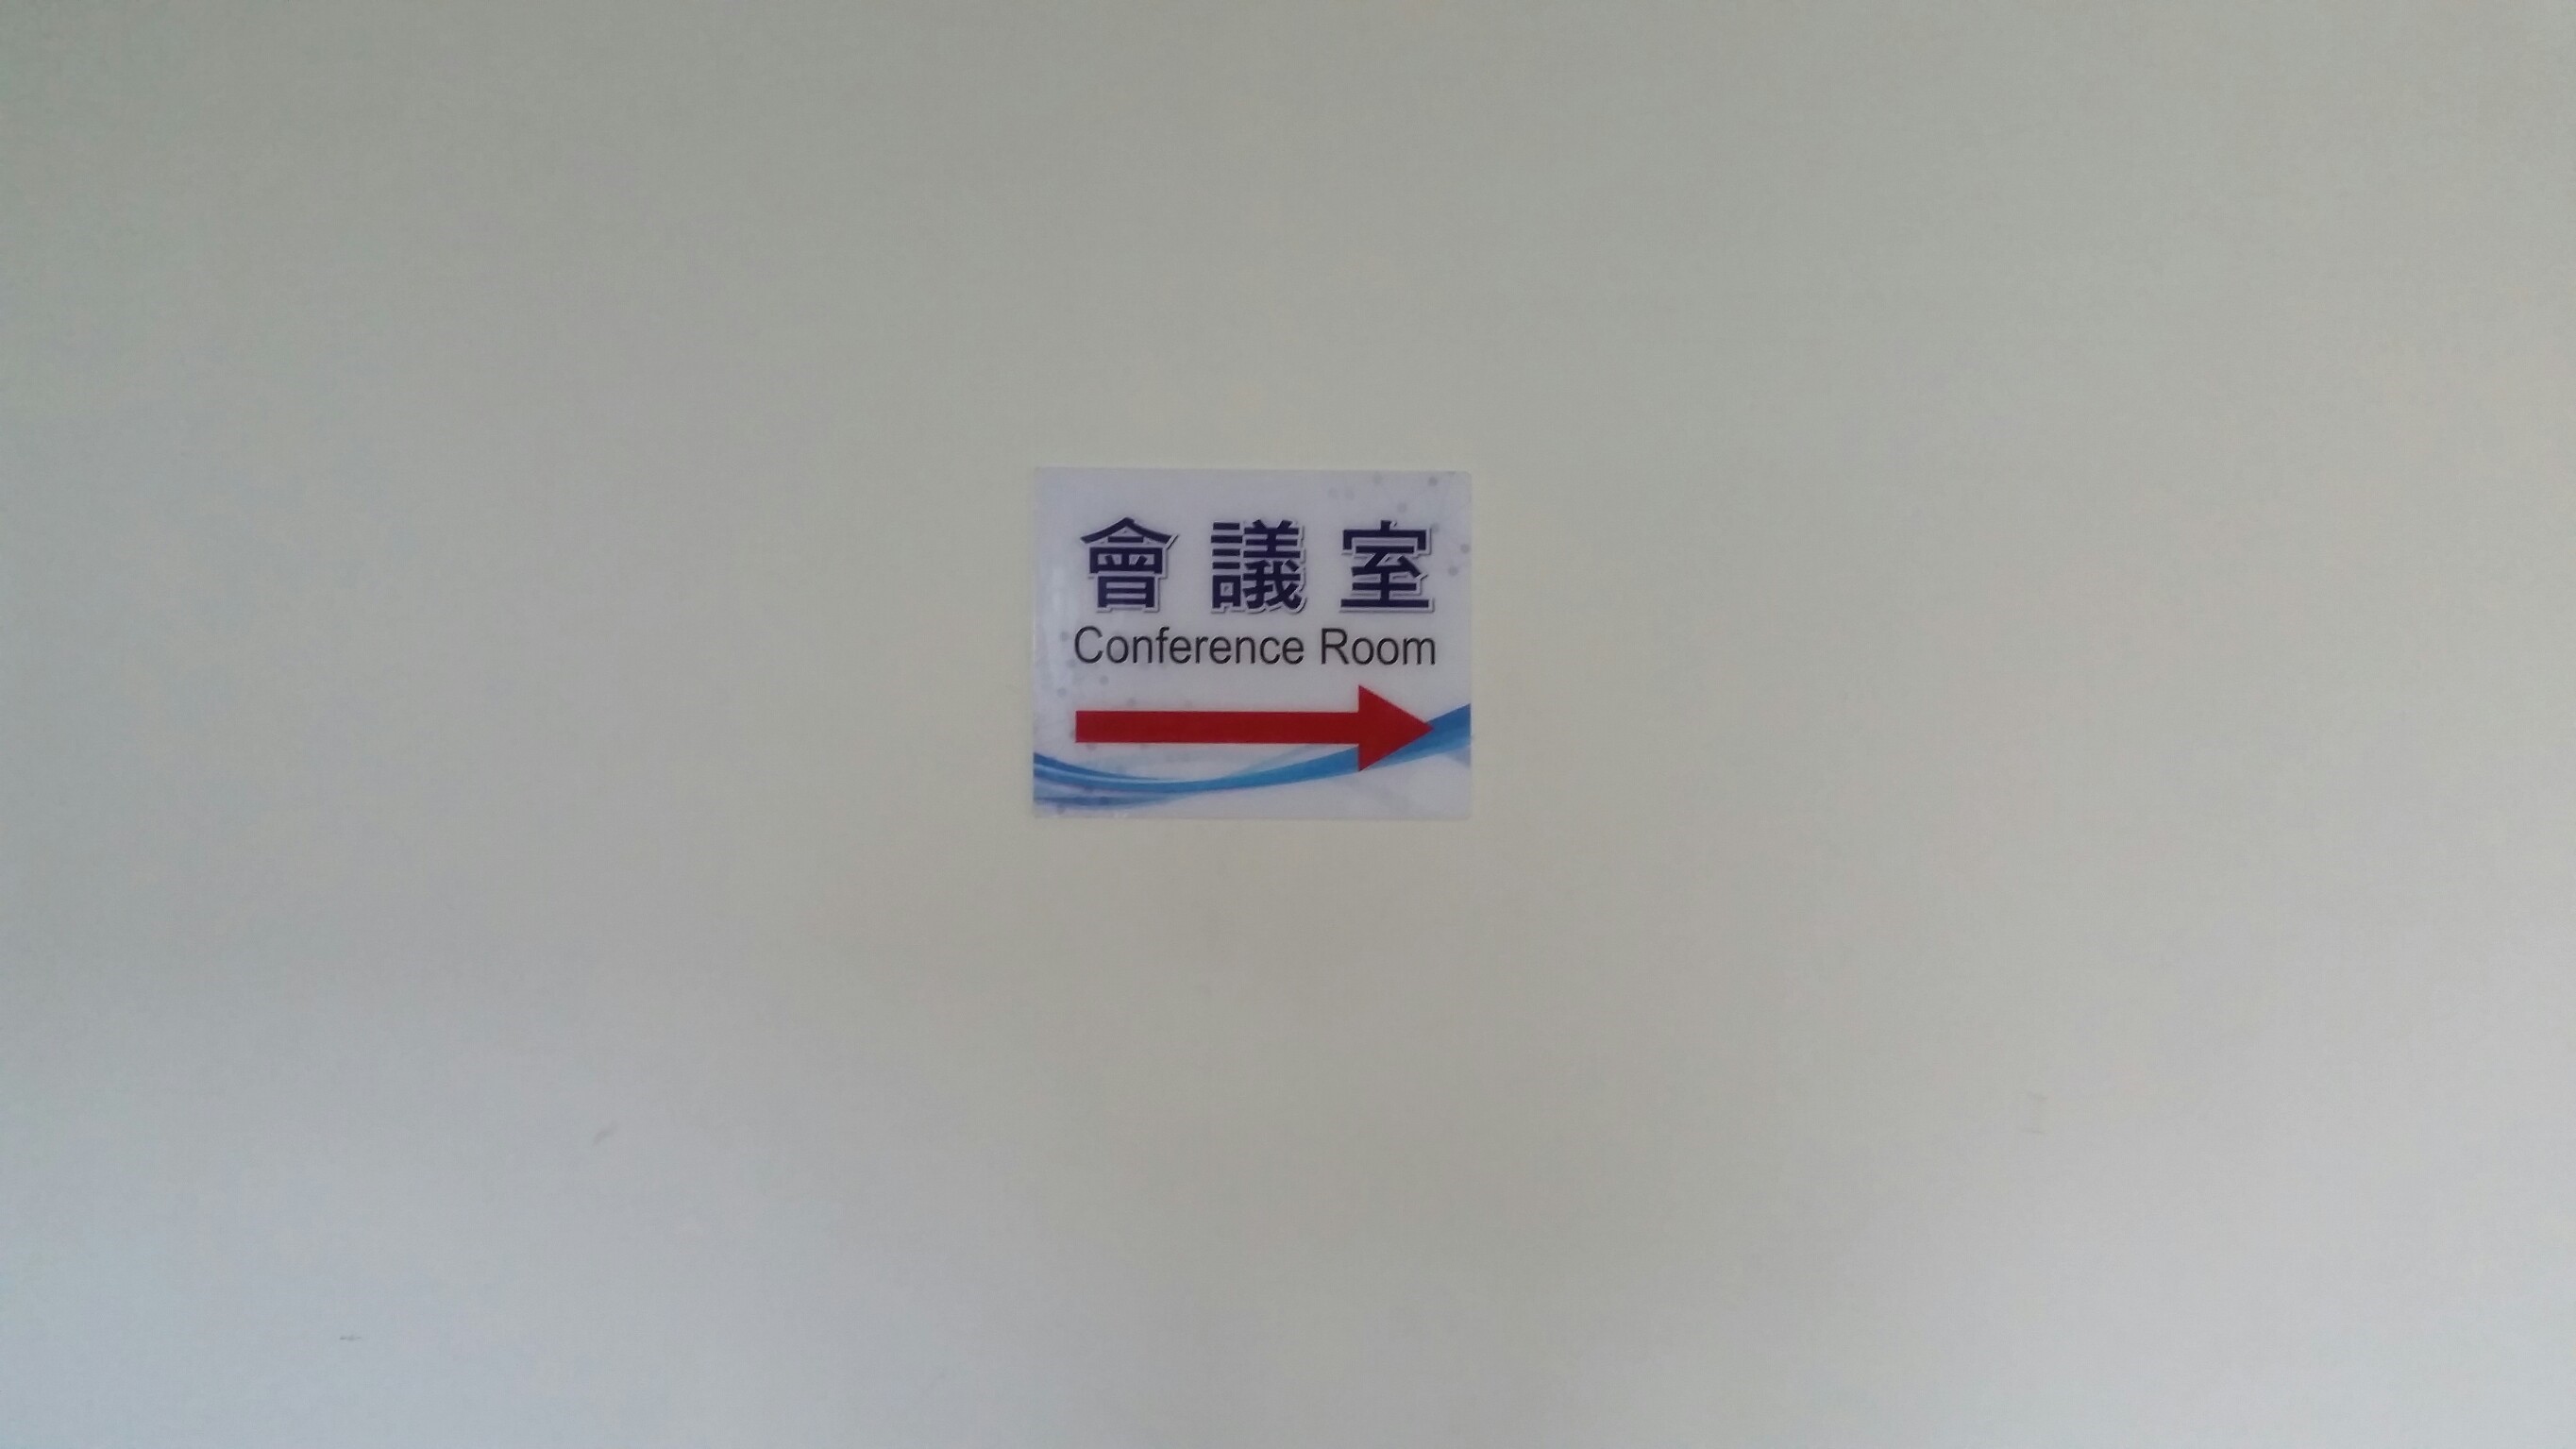 會議室
Conference Room